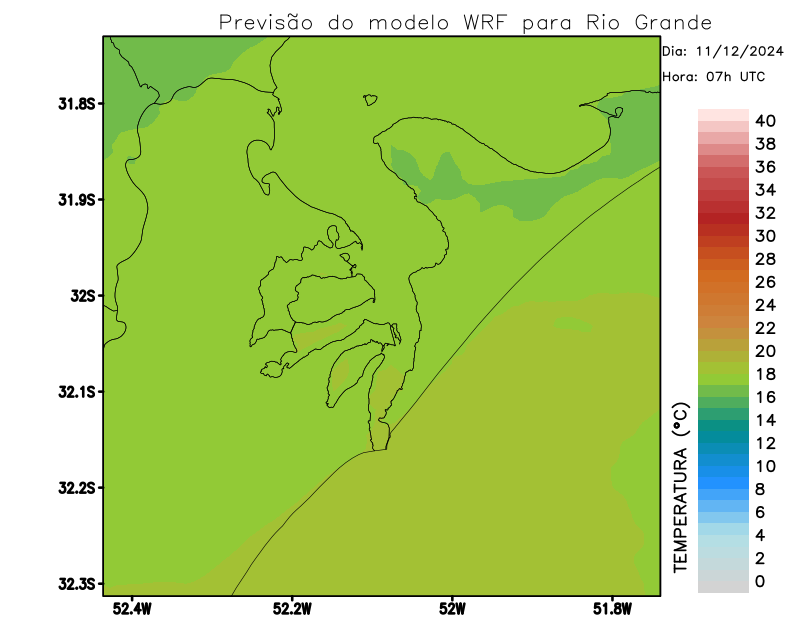 Previsão do modelo WRF para Rio Grande
Dia: 11/12/2024
Hora: 07h UTC
31.8S
31.9S
32S
32.1S
32.2S
32.3S
52.4W
52.2W
52W
51.8W
TEMPERATURA (°C)
40
38
36
34
32
30
28
26
24
22
20
18
16
14
12
10
8
6
4
2
0